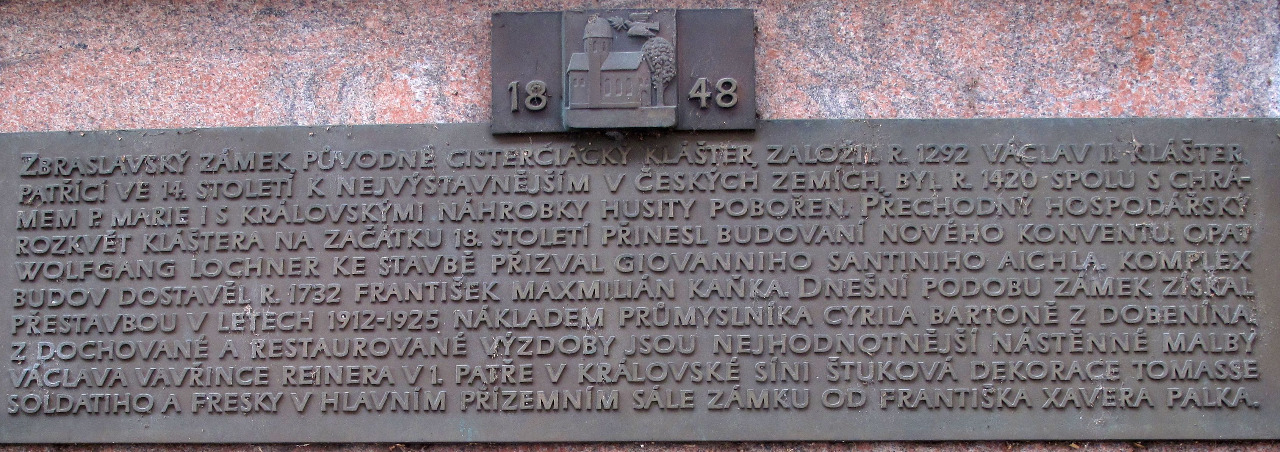 18 48
ZBRASLAVSKÝ ZÁMEK, PŮVODNĚ CISTERČIÁCKÝ KLÁŠTER, ZALOŽIL R. 1292 VÁCLAV II. KLÁŠTER,
PATŘÍCÍ VE 14. STOLETÍ K NEJVÝSTAVNĚJŠÍM V ČESKÝCH ZEMÍCH, BYL R. 1420 SPOLU S CHRÁ-
MEM P. MARIE I S KRÁLOVSKÝMI NÁHROBKY HUSITY POBOŘEN. PŘECHODNÝ HOSPODÁŘSKÝ
ROZKVĚT KLÁŠTERA NA ZAČÁTKU 18. STOLETÍ PŘINESL BUDOVÁNÍ NOVÉHO KONVENTU. OPAT
WOLFGANG LOCHNER KE STAVBĚ PŘIZVAL GIOVANNIHO SANTINIHO AICHLA. KOMPLEX
BUDOV DOSTAVĚL R. 1732 FRANTIŠEK MAXMILIÁN KAŇKA. DNEŠNÍ PODOBU ZÁMEK ZÍSKAL
PŘESTAVBOU V LETECH 1912-1925 NÁKLADEM PRŮMYSLNÍKA CYRILA BARTONĚ Z DOBENÍNA.
Z DOCHOVANÉ A RESTAUROVANÉ VÝZDOBY JSOU NEJHODNOTNĚJŠÍ NÁSTĚNNÉ MALBY
VÁCLAVA VAVŘINCE REINERA V 1. PATŘE V KRÁLOVSKÉ SÍNI, ŠTUKOVÁ DEKORACE TOMASSE
SOLDATIHO A FRESKY V HLAVNÍM PŘÍZEMNÍM SÁLE ZÁMKU OD FRANTIŠKA XAVERA PALKA.